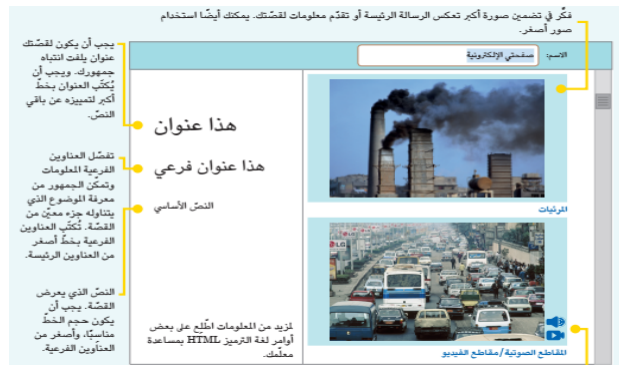 فكّر في تضمين صورة أكبر تعكس الرسالة الرئيسة أو تقدّم معلومات لقصّتك. يمكنك أيضًا استخدام
صور أصغر.
الاسم: صفحتي الإلكترونية
يجب أن يكون لقصّتك
عنوان يلفت انتباه
جمهورك. ويجب أن
يُكتَب العنوان بخطّ
أكبر لتمييزه عن باقي
النصّ.
هذا عنوان
تفصّل العناوين
الفرعية المعلومات
وتمكّن الجمهور من
معرفة الموضوع الذي
يتناوله جزء معيّن من
القصّة. تُكتَب العناوين
الفرعية بخطّ أصغر
من العناوين الرئيسة.
هذا عنوان فرعي
النصّ الأساسي
المرئيات
النصّ الذي يعرض
القصّة. يجب أن
يكون حجم الخطّ
مناسبًا، وأصغر من
العناوين الفرعية.
لمزيد من المعلومات اطّلع على بعض
أوامر لغة الترميز HTML بمساعدة
معلّمك.
LG
المقاطع الصوتية/مقاطع الفيديو